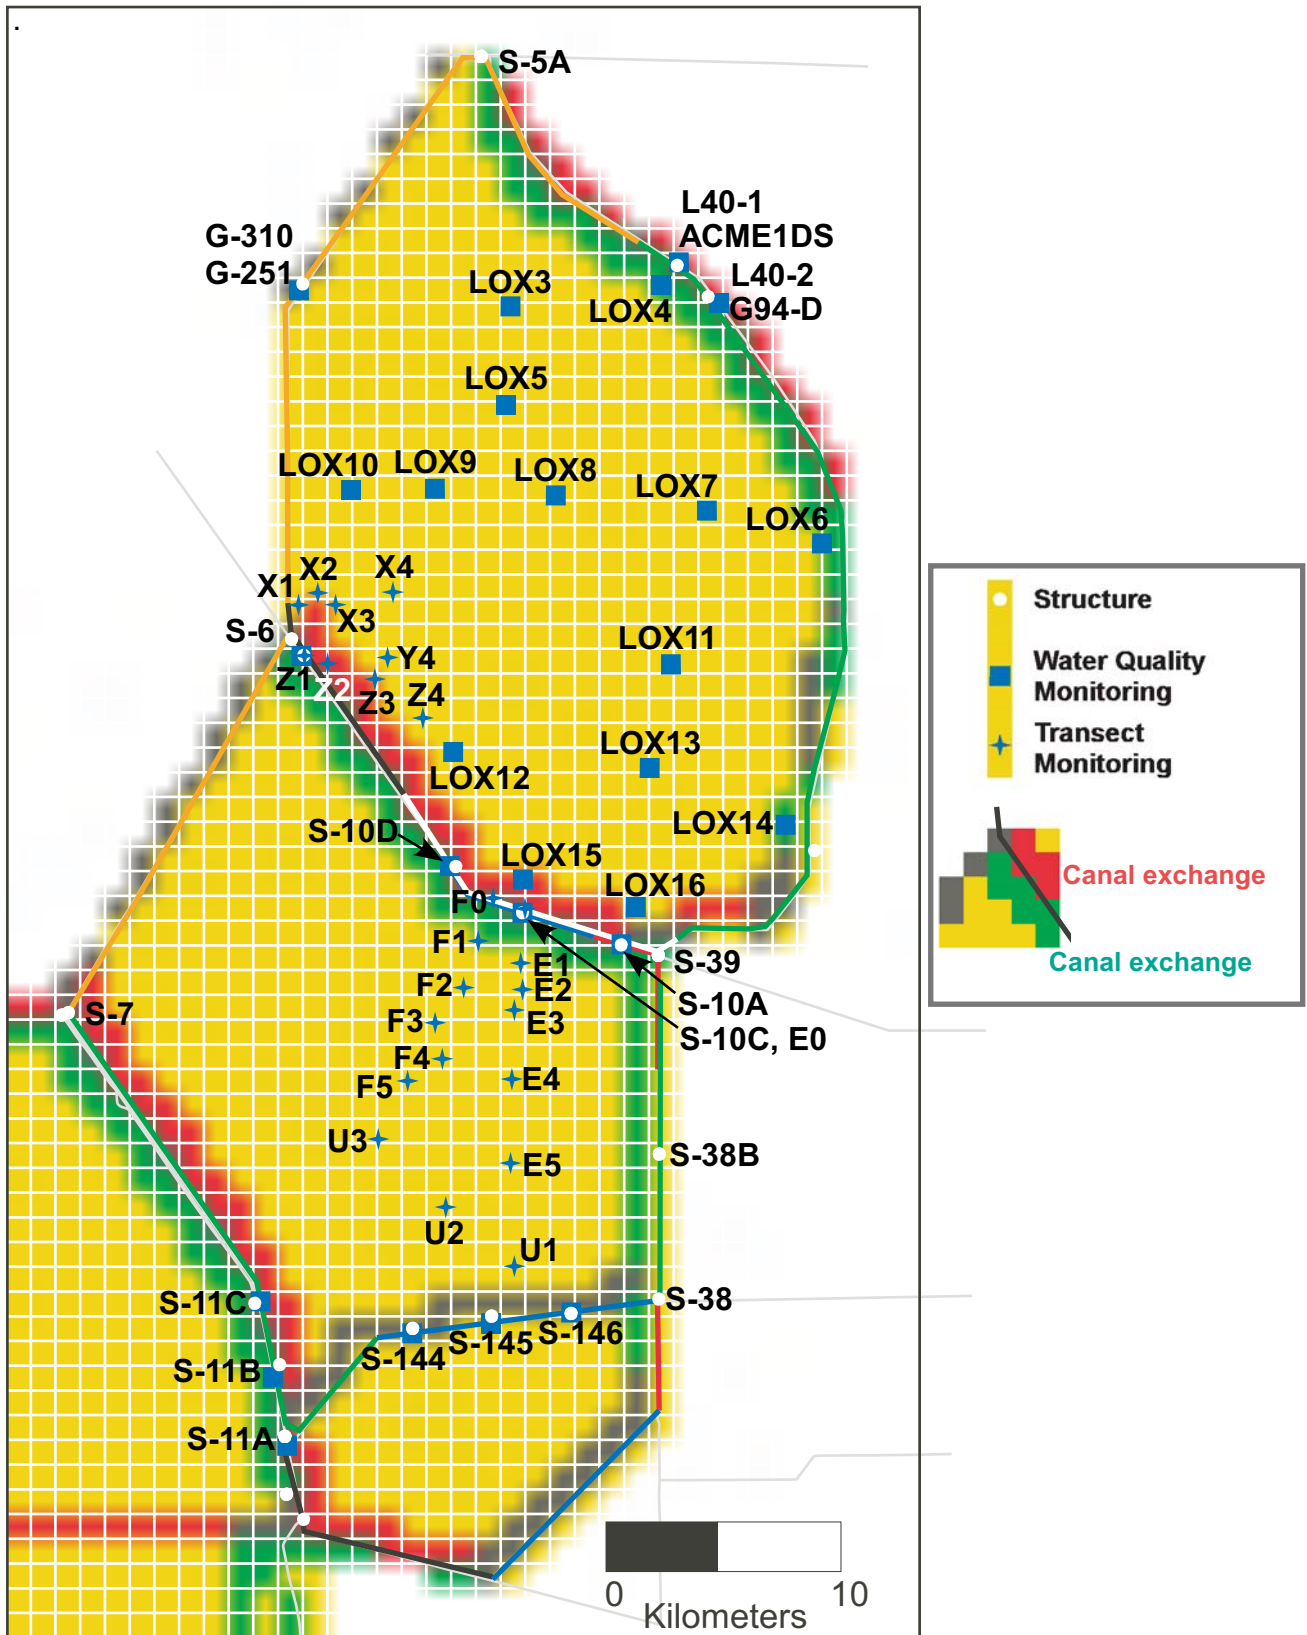 .
S-5A
L40-1
ACME1DS
G-310
G-251
L40-2
G94-D
LOX3
LOX4
LOX5
LOX10
LOX9
LOX8
LOX7
LOX6
X1
X2
X4
X3
S-6
Y4
LOX11
Z1
Z2
Z3
Z4
LOX13
LOX12
S-10D
LOX14
LOX15
LOX16
F0
F1
S-39
E1
F2
E2
S-10A
S-7
F3
E3
S-10C, E0
F4
F5
E4
U3
S-38B
E5
U2
U1
S-38
S-11C
S-146
S-145
S-144
S-11B
S-11A
0
10
Kilometers
Structure
Water Quality
Monitoring
Transect
Monitoring
Canal exchange
Canal exchange